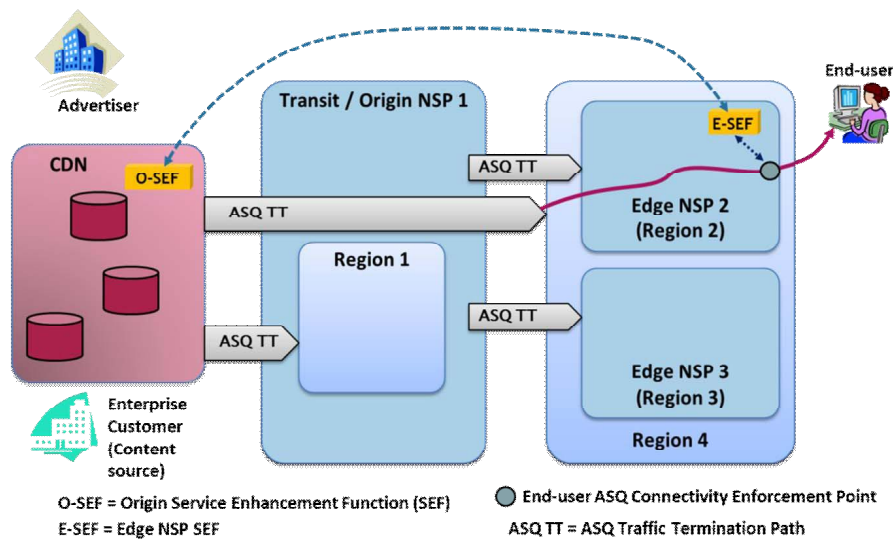 Advertiser
End-user
Transit / Origin NSP 1
E-SEF
CDN
O-SEF
ASQ TT
ASQ TT
Edge NSP 2
(Region 2)
Region 1
ASQ TT
ASQ TT
Edge NSP 3
(Region 3)
Region 4
Enterprise
Customer
(Content
source)
O-SEF = Origin Service Enhancement Function (SEF)
E-SEF = Edge NSP SEF
End-user ASQ Connectivity Enforcement Point
ASQ TT = ASQ Traffic Termination Path